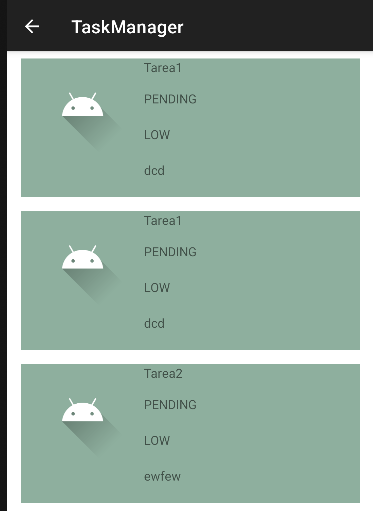 TaskManager
Tarea1
PENDING
LOW
dcd
Tarea1
PENDING
LOW
dcd
Tarea2
PENDING
LOW
ewfew